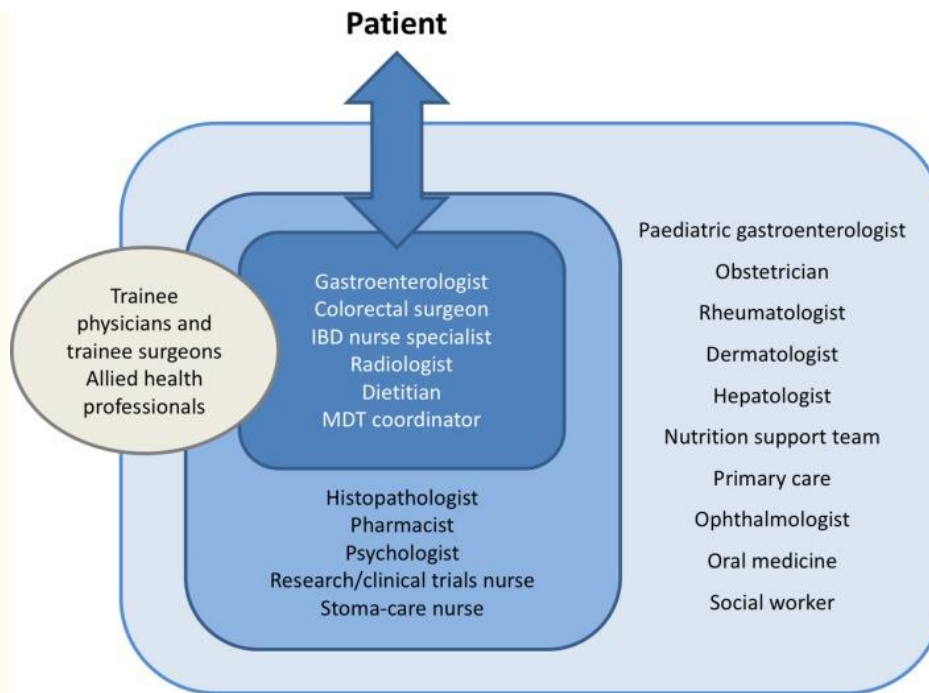 Patient
Trainee
physicians and
trainee surgeons
Allied health
professionals
Gastroenterologist
Colorectal surgeon
IBD nurse specialist
Radiologist
Dietitian
MDT coordinator
Histopathologist
Pharmacist
Psychologist
Research/clinical trials nurse
Stoma-care nurse
Paediatric gastroenterologist
Obstetrician
Rheumatologist
Dermatologist
Hepatologist
Nutrition support team
Primary care
Ophthalmologist
Oral medicine
Social worker